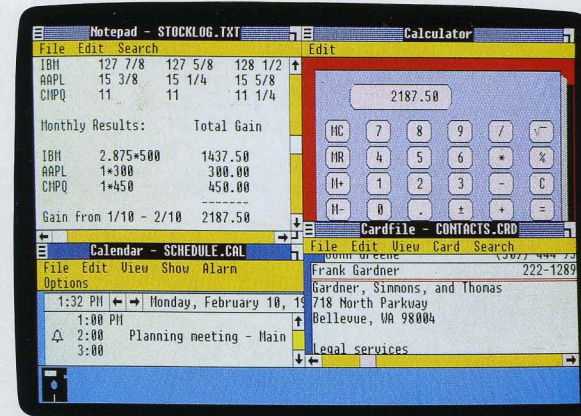 Notepad - STOCKLOG.TXT
File Edit Search
IBM 127 7/8 127 5/8 128 1/2
AAPL 15 3/8 15 1/4 15 5/8
CMPQ 11 11 11 1/4
Monthly Results: Total Gain
IBM 2.875*500 1437.50
AAPL 1*300 300.00
CMPQ 1*450 450.00
-------
Gain from 1/10 - 2/10 2187.50
Calculator
Edit
2187.50
MC 7 8 9 / √
MR 4 5 6 * %
M+ 1 2 3 - C
M- 0 . ± + =
Calendar - SCHEDULE.CAL
File Edit View Show Alarm
Options
1:32 PM ← → Monday, February 10, 19
1:00 PM
2:00 Planning meeting - Main
3:00
Cardfile - CONTACTS.CRD
File Edit View Card Search
John Greene
Frank Gardner 222-1289
Gardner, Simmons, and Thomas
718 North Parkway
Bellevue, WA 98004
Legal services